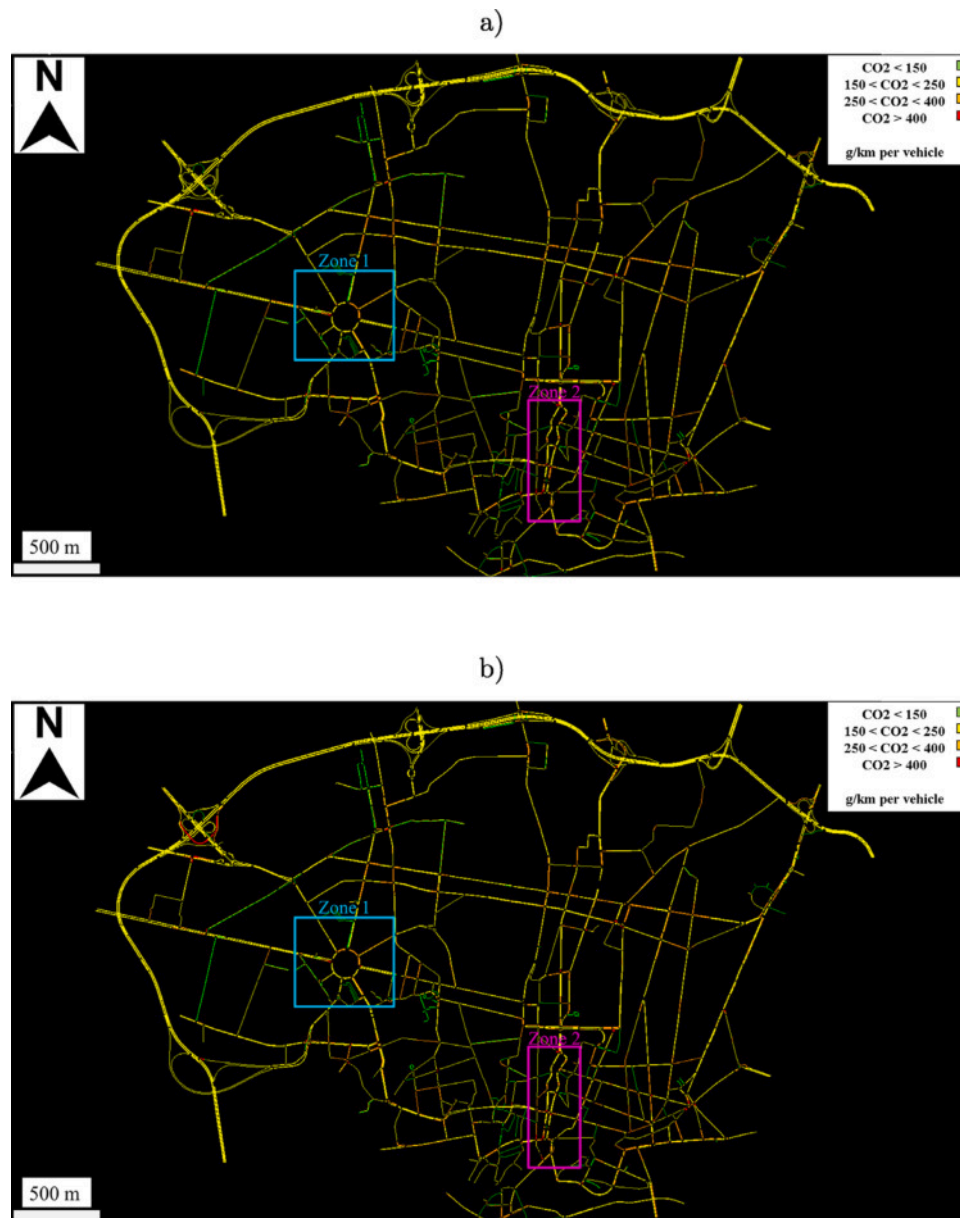 a)
N
CO2 < 150
150 < CO2 < 250
250 < CO2 < 400
CO2 > 400
g/km per vehicle
Zone 1
Zone 2
500 m
b)
N
CO2 < 150
150 < CO2 < 250
250 < CO2 < 400
CO2 > 400
g/km per vehicle
Zone 1
Zone 2
500 m